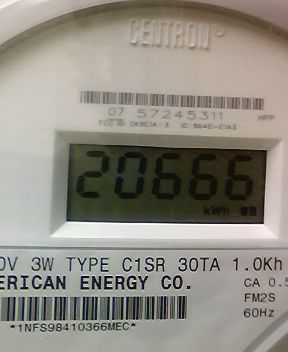 CENTRON®
07 57245311
HPP
20666
kWh
0V 3W TYPE C1SR 30TA 1.0Kh
ERICAN ENERGY CO.
CA 0.5
FM2S
60Hz
*1NFS98410366MEC*